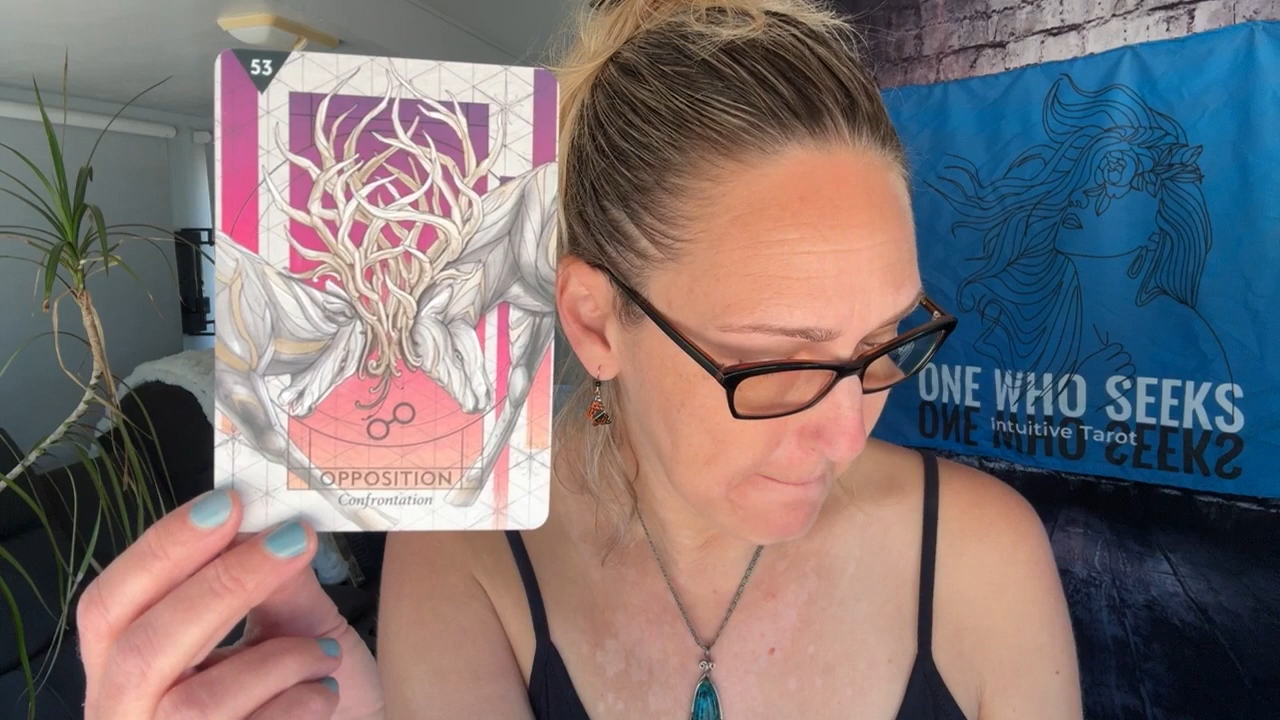 53
OPPOSITION
Confrontation
ONE WHO SEEKS
Intuitive Tarot
ONE WHO SEEKS